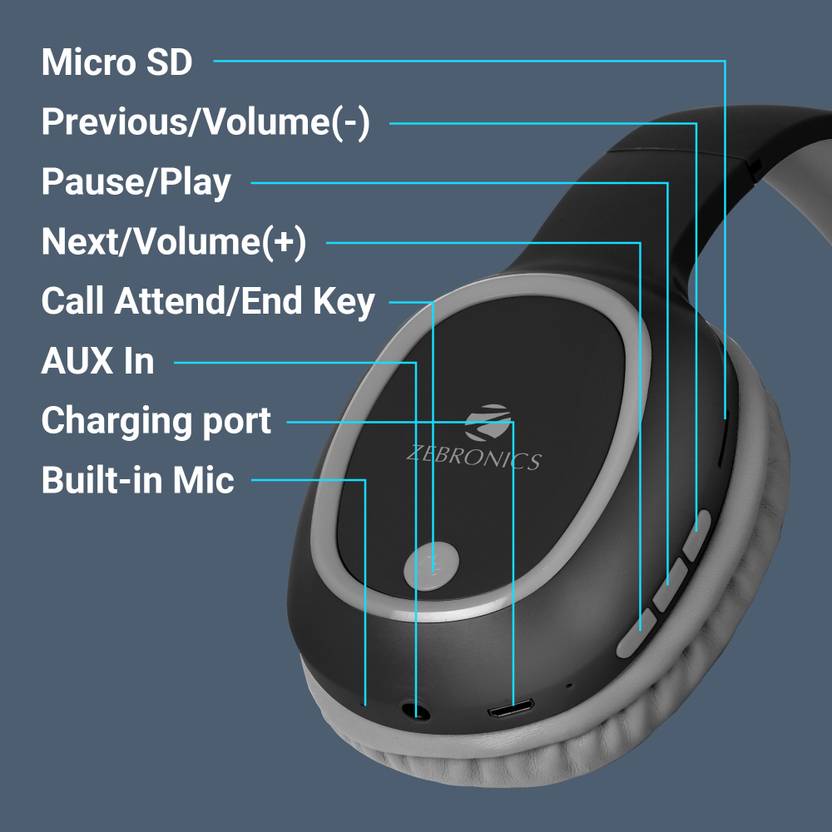 Micro SD
Previous/Volume(-)
Pause/Play
Next/Volume(+)
Call Attend/End Key
AUX In
Charging port
Built-in Mic
ZEBRONICS